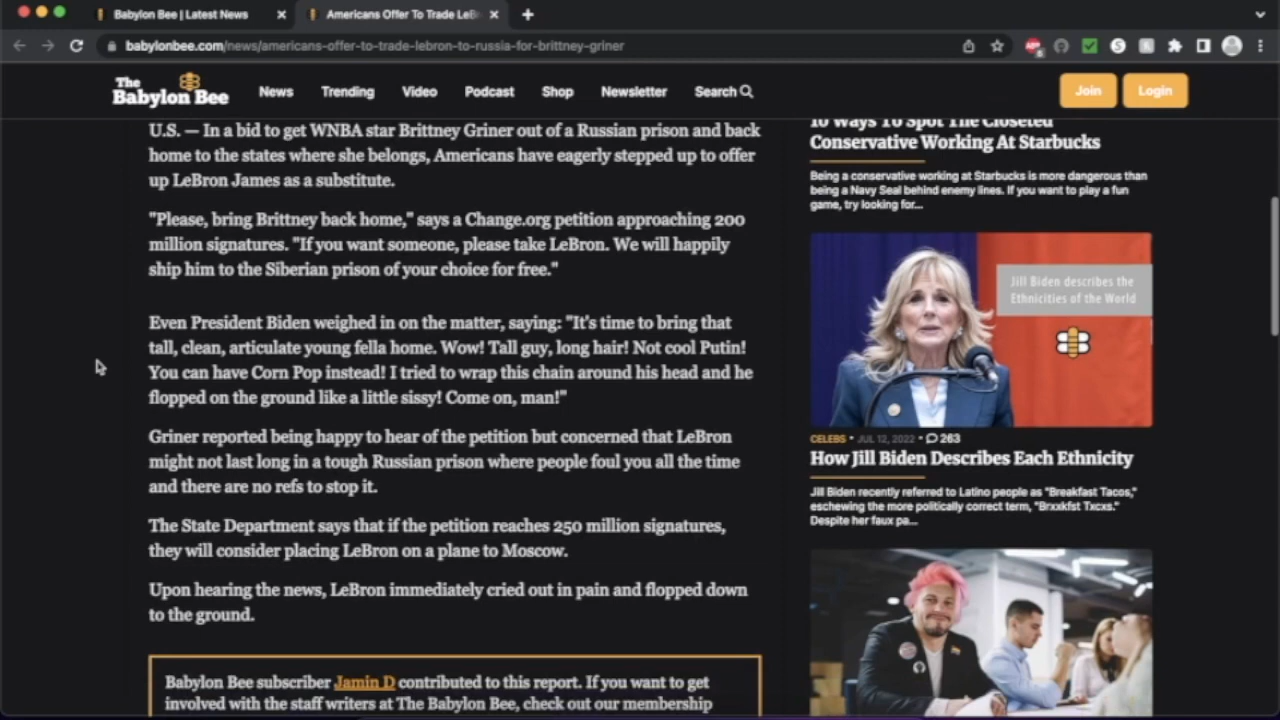 Babylon Bee | Latest News
Americans Offer To Trade LeB
babylonbee.com/news/americans-offer-to-trade-lebron-to-russia-for-brittney-griner
The
Babylon Bee
News
Trending
Video
Podcast
Shop
Newsletter
Search
Join
Login
U.S. — In a bid to get WNBA star Brittney Griner out of a Russian prison and back
home to the states where she belongs, Americans have eagerly stepped up to offer
up LeBron James as a substitute.
"Please, bring Brittney back home," says a Change.org petition approaching 200
million signatures. "If you want someone, please take LeBron. We will happily
ship him to the Siberian prison of your choice for free."
Even President Biden weighed in on the matter, saying: "It's time to bring that
tall, clean, articulate young fella home. Wow! Tall guy, long hair! Not cool Putin!
You can have Corn Pop instead! I tried to wrap this chain around his head and he
flopped on the ground like a little sissy! Come on, man!"
Griner reported being happy to hear of the petition but concerned that LeBron
might not last long in a tough Russian prison where people foul you all the time
and there are no refs to stop it.
The State Department says that if the petition reaches 250 million signatures,
they will consider placing LeBron on a plane to Moscow.
Upon hearing the news, LeBron immediately cried out in pain and flopped down
to the ground.
Babylon Bee subscriber Jamin D contributed to this report. If you want to get
involved with the staff writers at The Babylon Bee, check out our membership
10 Ways To Spot The Closeted
Conservative Working At Starbucks
Being a conservative working at Starbucks is more dangerous than
being a Navy Seal behind enemy lines. If you want to play a fun
game, try looking for...
Jill Biden describes the
Ethnicities of the World
CELEBS • JUL 12, 2022 • 263
How Jill Biden Describes Each Ethnicity
Jill Biden recently referred to Latino people as "Breakfast Tacos,"
eschewing the more politically correct term, "Brxxkfst Txcxs."
Despite her faux pa...